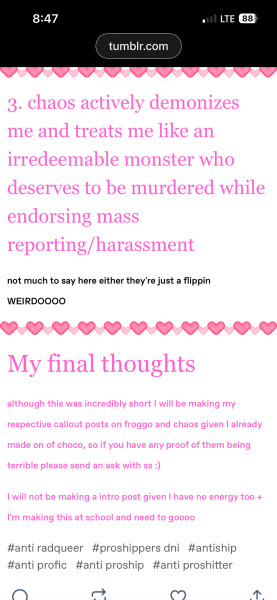 8:47
LTE 88
tumblr.com
3. chaos actively demonizes
me and treats me like an
irredeemable monster who
deserves to be murdered while
endorsing mass
reporting/harassment
not much to say here either they're just a flippin
WEIRDOOOO
My final thoughts
although this was incredibly short I will be making my
respective callout posts on froggo and chaos given I already
made on of choco, so if you have any proof of them being
terrible please send an ask with ss :)
I will not be making a intro post given I have no energy too +
I'm making this at school and need to goooo
#anti radqueer #proshippers dni #antiship
#anti profic #anti proship #anti proshitter